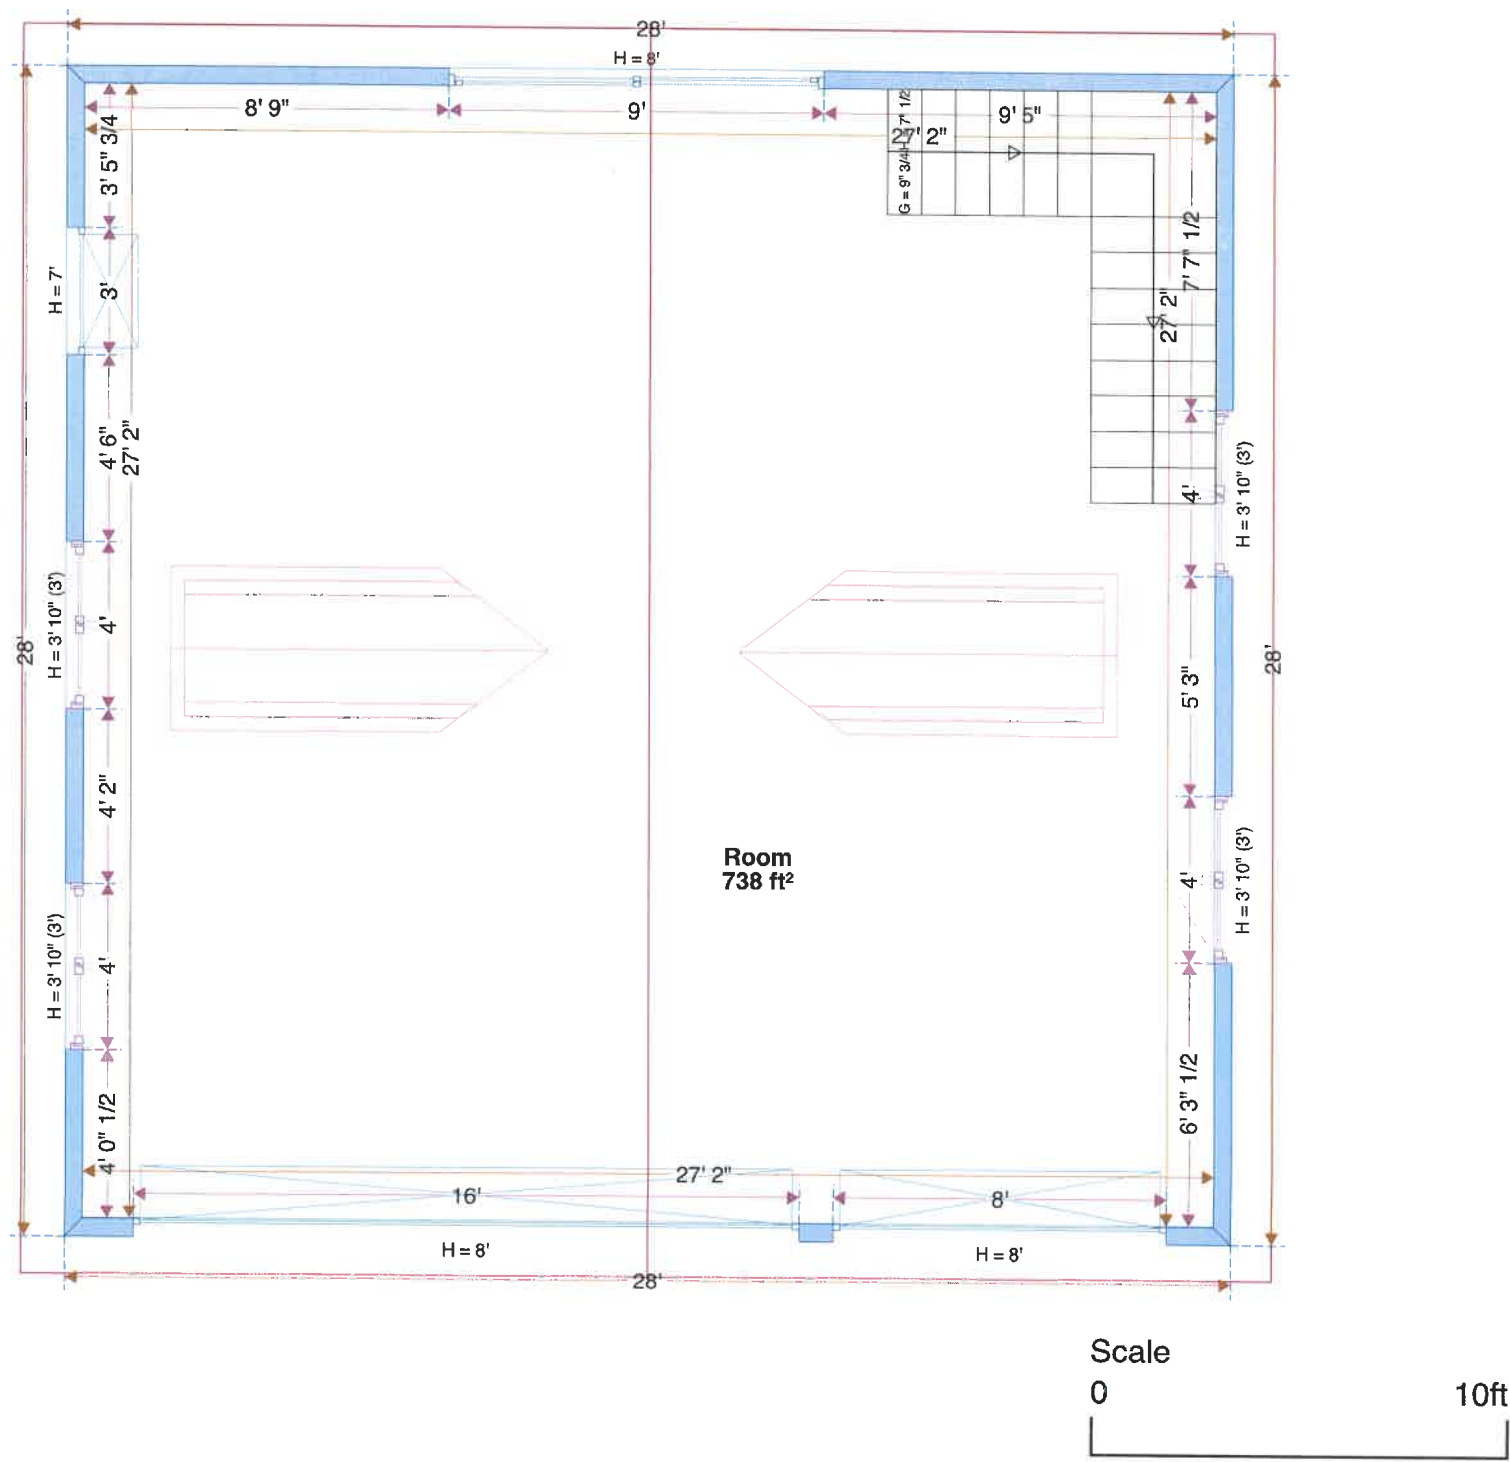 28'
H = 8'
8' 9"
9'
9' 5"
27' 2"
G = 9" 3/4
7" 1/2
3' 5" 3/4
H = 7'
3'
7' 7" 1/2
27' 2"
4' 6"
27' 2"
4'
H = 3' 10" (3')
H = 3' 10" (3')
4'
28'
28'
5' 3"
4' 2"
Room
738 ft²
4'
H = 3' 10" (3')
H = 3' 10" (3')
4'
4' 0" 1/2
6' 3" 1/2
27' 2"
16'
8'
H = 8'
H = 8'
28'
Scale
0 10ft